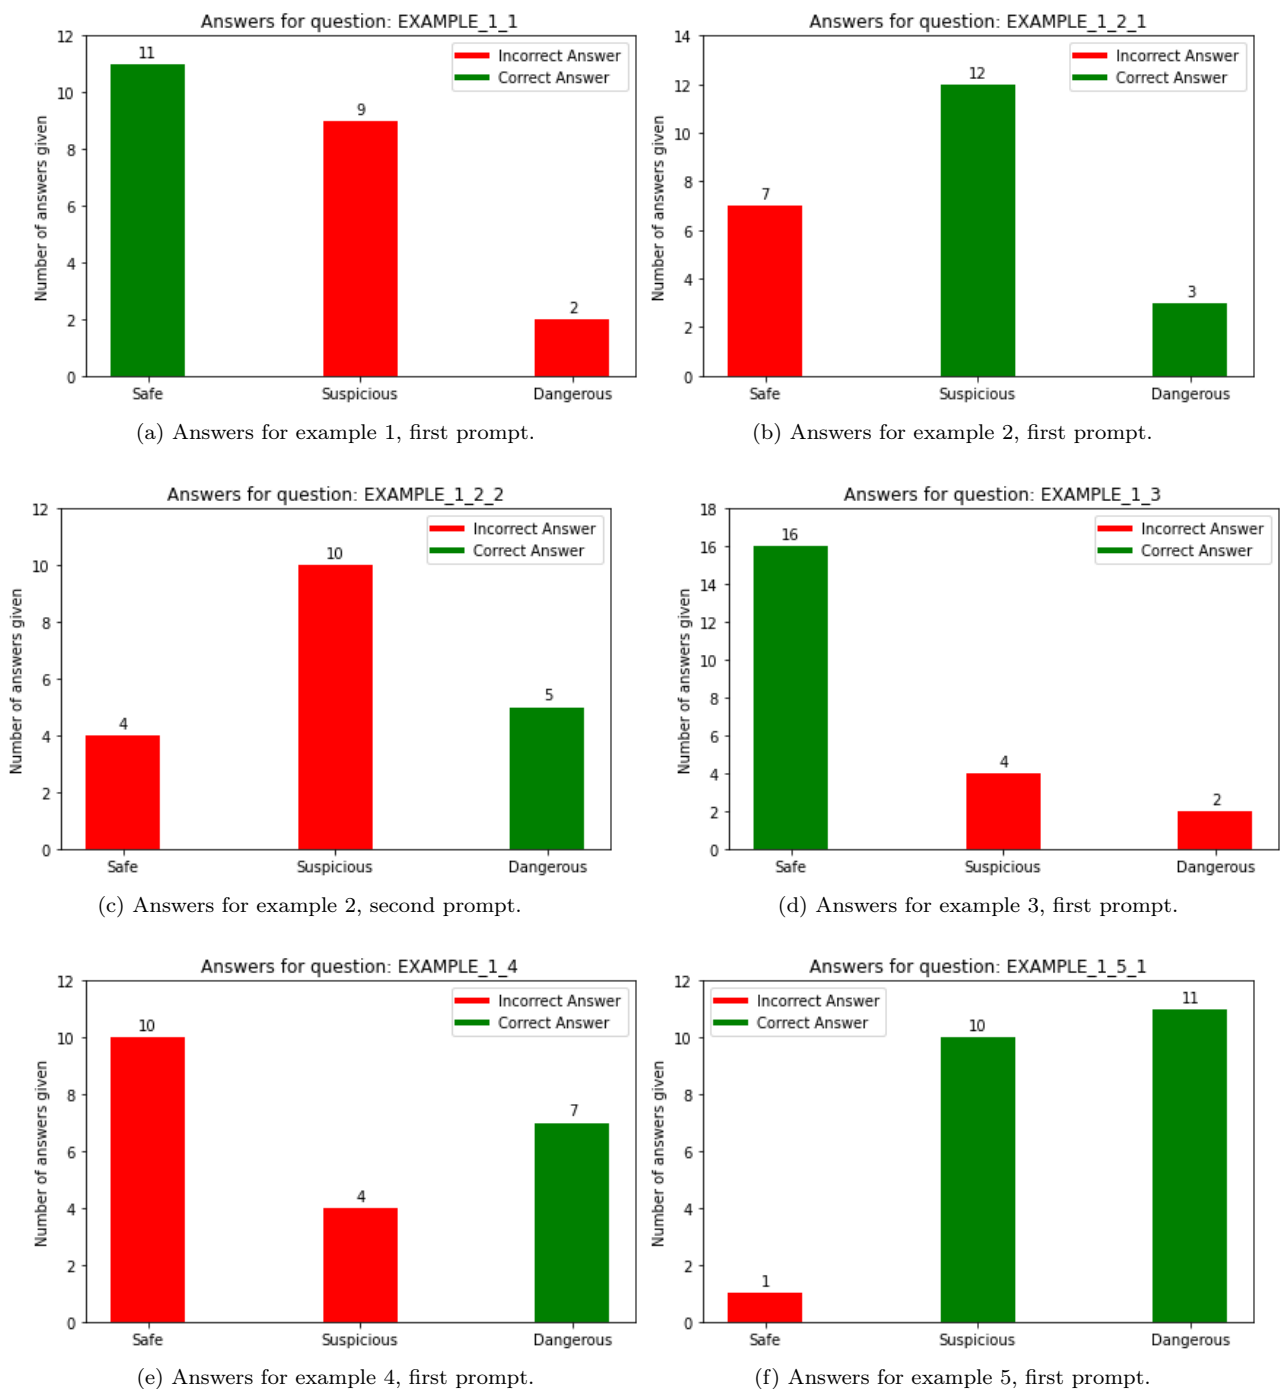 Answers for question: EXAMPLE_1_1
Number of answers given
12
10
8
6
4
2
0
11
9
2
Incorrect Answer
Correct Answer
Safe
Suspicious
Dangerous
(a) Answers for example 1, first prompt.
Answers for question: EXAMPLE_1_2_1
Number of answers given
14
12
10
8
6
4
2
0
7
12
3
Incorrect Answer
Correct Answer
Safe
Suspicious
Dangerous
(b) Answers for example 2, first prompt.
Answers for question: EXAMPLE_1_2_2
Number of answers given
12
10
8
6
4
2
0
4
10
5
Incorrect Answer
Correct Answer
Safe
Suspicious
Dangerous
(c) Answers for example 2, second prompt.
Answers for question: EXAMPLE_1_3
Number of answers given
18
16
14
12
10
8
6
4
2
0
16
4
2
Incorrect Answer
Correct Answer
Safe
Suspicious
Dangerous
(d) Answers for example 3, first prompt.
Answers for question: EXAMPLE_1_4
Number of answers given
12
10
8
6
4
2
0
10
4
7
Incorrect Answer
Correct Answer
Safe
Suspicious
Dangerous
(e) Answers for example 4, first prompt.
Answers for question: EXAMPLE_1_5_1
Number of answers given
12
10
8
6
4
2
0
1
10
11
Incorrect Answer
Correct Answer
Safe
Suspicious
Dangerous
(f) Answers for example 5, first prompt.